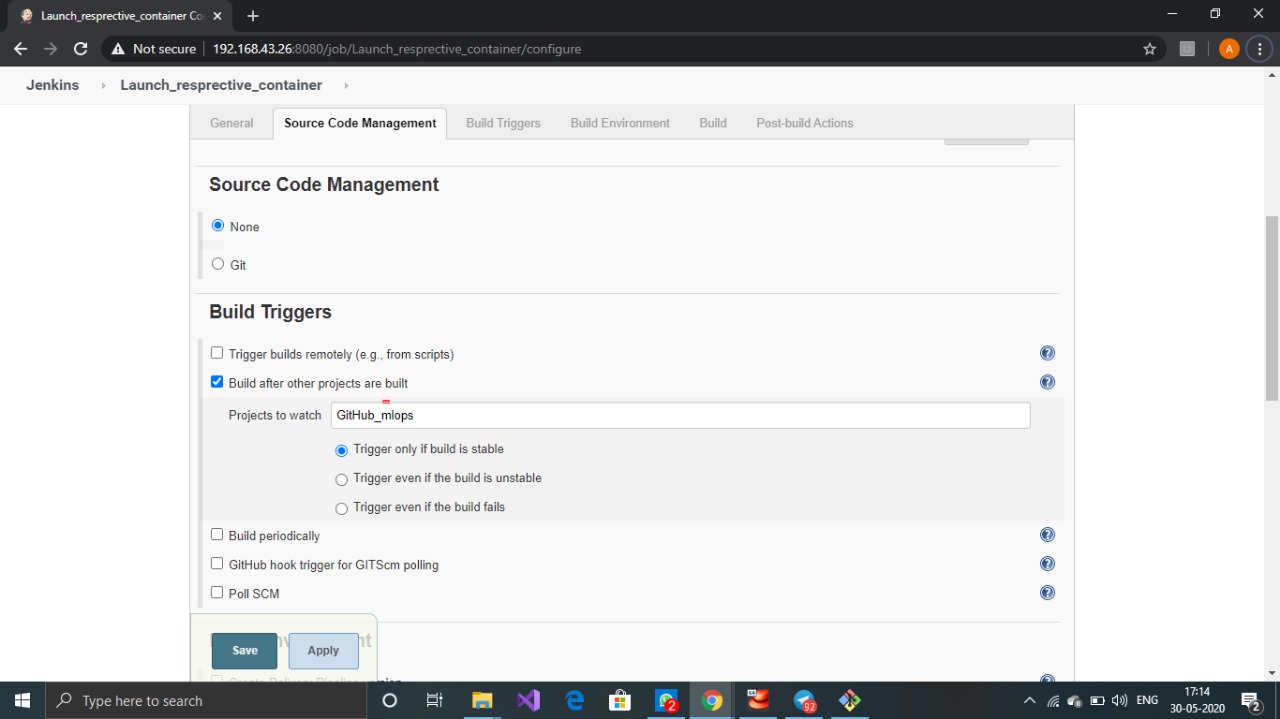 Launch_resprective_container Co
Not secure 192.168.43.26:8080/job/Launch_resprective_container/configure
A
Jenkins Launch_resprective_container
General Source Code Management Build Triggers Build Environment Build Post-build Actions
Source Code Management
None
Git
Build Triggers
Trigger builds remotely (e.g., from scripts)
Build after other projects are built
Projects to watch GitHub_mlops
Trigger only if build is stable
Trigger even if the build is unstable
Trigger even if the build fails
Build periodically
GitHub hook trigger for GITScm polling
Poll SCM
Save Apply
Type here to search
2
92
ENG
17:14
30-05-2020
2